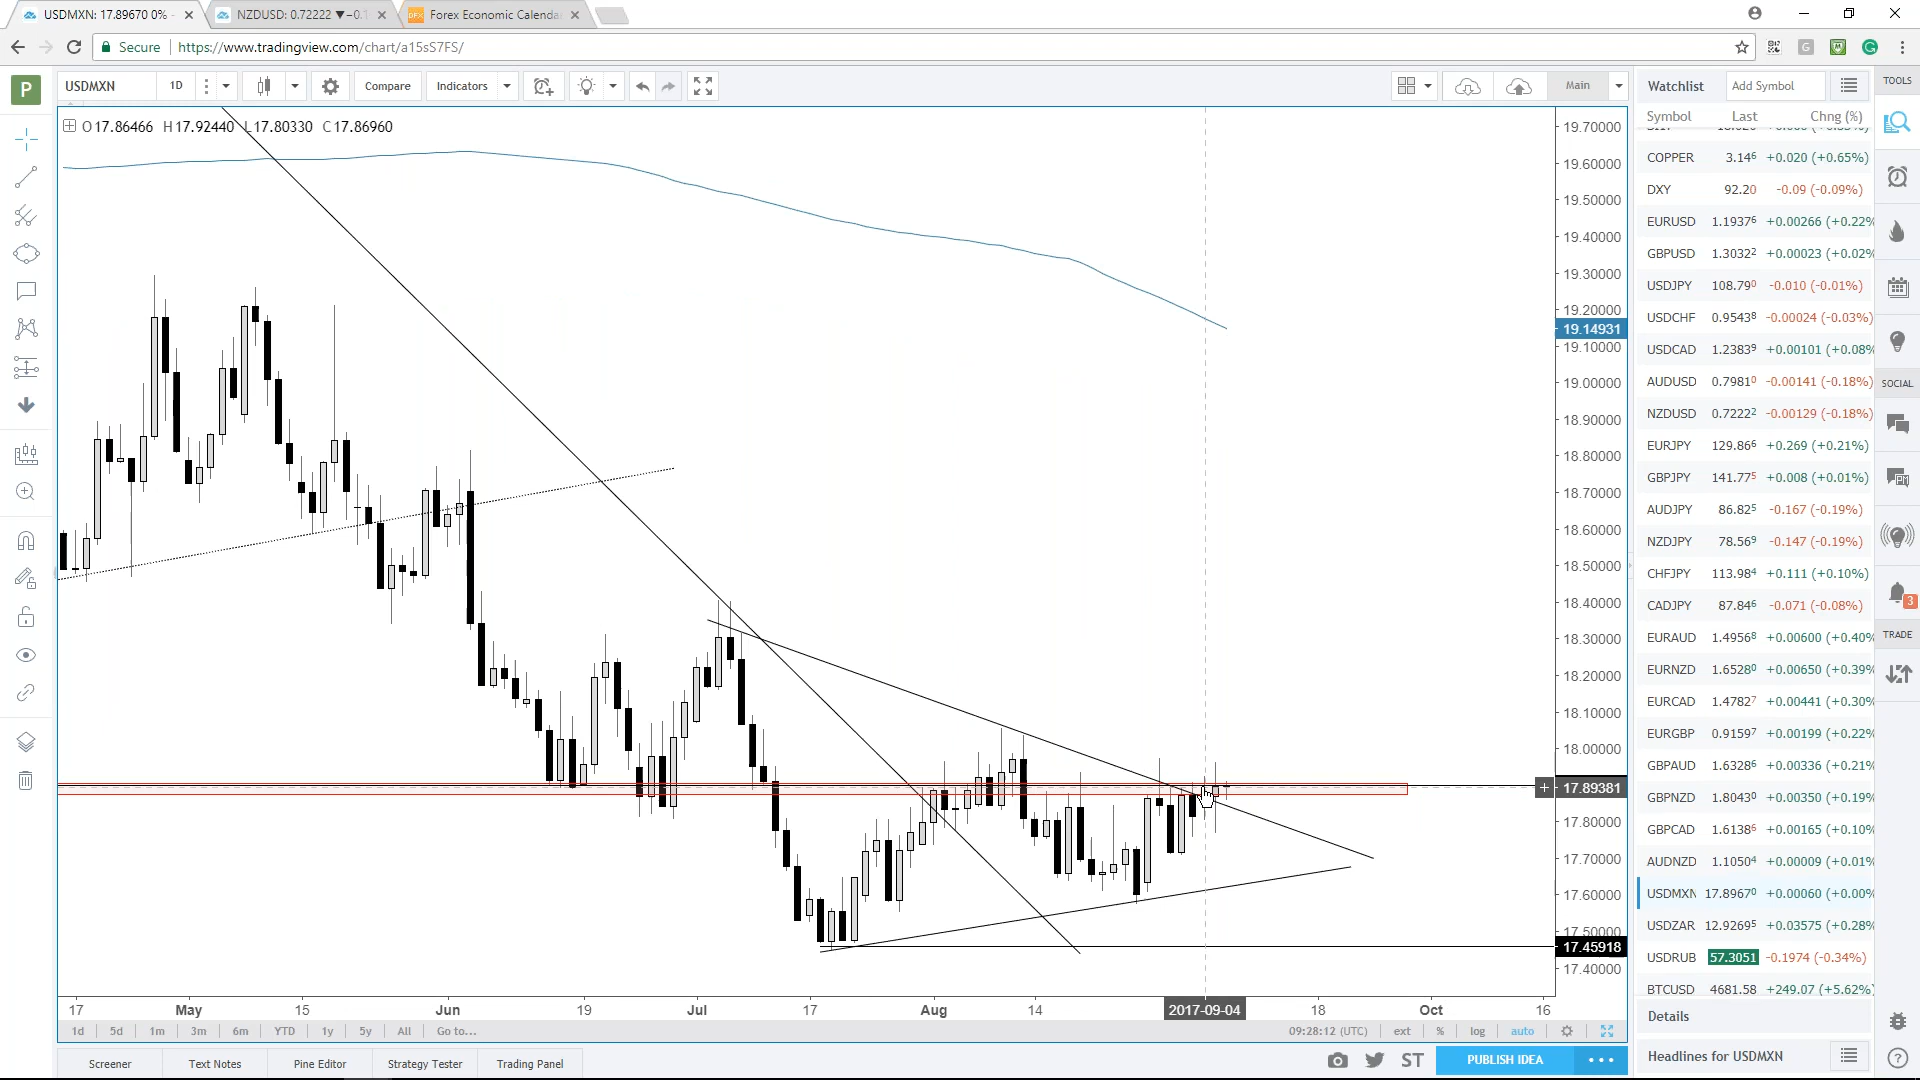 USDMXN: 17.89670 0% -
NZDUSD: 0.72222 ▼−0.1
Forex Economic Calenda
Secure
https://www.tradingview.com/chart/a15sS7FS/
P
USDMXN
1D
Compare
Indicators
Main
Watchlist
Add Symbol
TOOLS
O17.86466 H17.92440 L17.80330 C17.86960
Symbol Last Chng (%)
COPPER 3.146 +0.020 (+0.65%)
DXY 92.20 -0.09 (-0.09%)
EURUSD 1.19376 +0.00266 (+0.22%
GBPUSD 1.30322 +0.00023 (+0.02%
USDJPY 108.790 -0.010 (-0.01%)
USDCHF 0.95438 -0.00024 (-0.03%)
USDCAD 1.23839 +0.00101 (+0.08%
AUDUSD 0.79810 -0.00141 (-0.18%)
NZDUSD 0.72222 -0.00129 (-0.18%)
EURJPY 129.866 +0.269 (+0.21%)
GBPJPY 141.775 +0.008 (+0.01%)
AUDJPY 86.825 -0.167 (-0.19%)
NZDJPY 78.569 -0.147 (-0.19%)
CHFJPY 113.984 +0.111 (+0.10%)
CADJPY 87.846 -0.071 (-0.08%)
EURAUD 1.49568 +0.00600 (+0.40%
EURNZD 1.65280 +0.00650 (+0.39%
EURCAD 1.47827 +0.00441 (+0.30%
EURGBP 0.91597 +0.00199 (+0.22%
GBPAUD 1.63286 +0.00336 (+0.21%
GBPNZD 1.80430 +0.00350 (+0.19%
GBPCAD 1.61386 +0.00165 (+0.10%
AUDNZD 1.10504 +0.00009 (+0.01%
USDMXN 17.89670 +0.00060 (+0.00%
USDZAR 12.92695 +0.03575 (+0.28%
USDRUB 57.3051 -0.1974 (-0.34%)
BTCUSD 4681.58 +249.07 (+5.62%
Details
Headlines for USDMXN
SOCIAL
3
TRADE
19.70000
19.60000
19.50000
19.40000
19.30000
19.20000
19.14931
19.10000
19.00000
18.90000
18.80000
18.70000
18.60000
18.50000
18.40000
18.30000
18.20000
18.10000
18.00000
17.89381
17.80000
17.70000
17.60000
17.50000
17.45918
17.40000
17 May 15 Jun 19 Jul 17 Aug 14 2017-09-04 18 Oct 16
1d 5d 1m 3m 6m YTD 1y 5y All Go to...
09:28:12 (UTC) ext % log auto
Screener Text Notes Pine Editor Strategy Tester Trading Panel
ST
PUBLISH IDEA